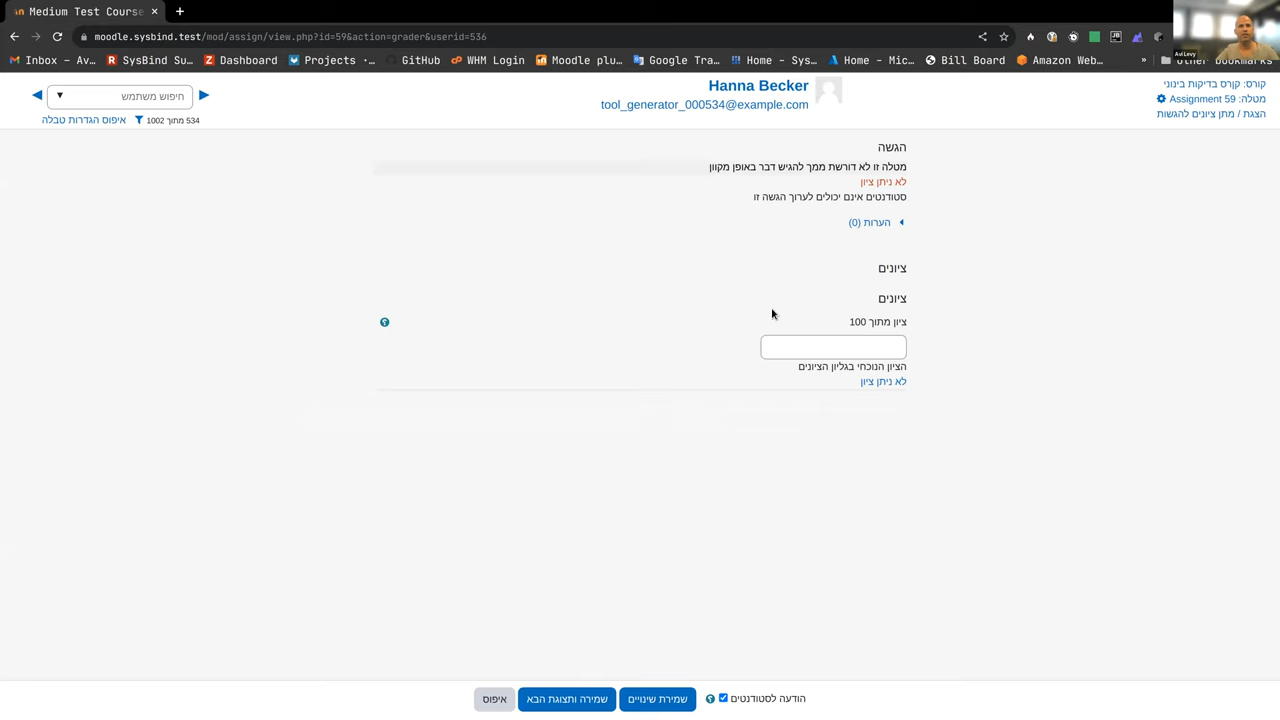 Medium Test Course
moodle.sysbind.test/mod/assign/view.php?id=59&action=grader&userid=536
Inbox – Av… SysBind Su… Dashboard Projects ·… GitHub WHM Login Moodle plu… Google Tra… Home – Sys… AWS Home – Mic… Bill Board Amazon Web… » Other bookmarks
Avi Levy
קורס: קןרס בדיקות בינוני
מטלה: Assignment 59
הצגת / מתן ציונים להגשות
Hanna Becker
tool_generator_000534@example.com
חיפוש משתמש
534 מתוך 1002
איפוס הגדרות טבלה
הגשה
מטלה זו לא דורשת ממך להגיש דבר באופן מקוון
לא ניתן ציון
סטודנטים אינם יכולים לערוך הגשה זו
הערות (0)
ציונים
ציונים
ציון מתוך 100
הציון הנוכחי בגליון הציונים
לא ניתן ציון
הודעה לסטודנטים
שמירת שינויים
שמירה ותצוגת הבא
איפוס